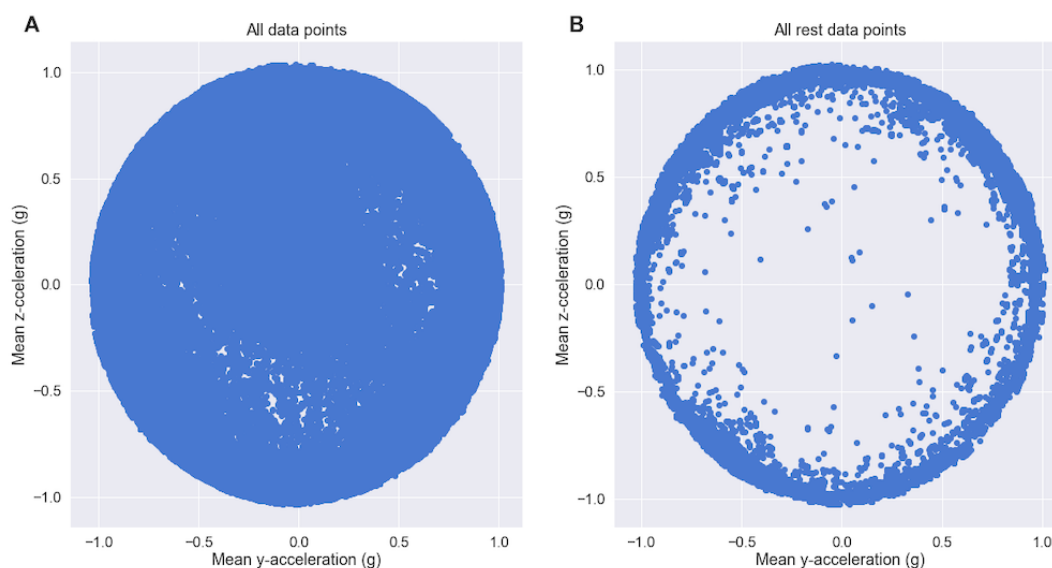 A
All data points
1.0
0.5
0.0
−0.5
−1.0
Mean z-cceleration (g)
−1.0
−0.5
0.0
0.5
1.0
Mean y-acceleration (g)
B
All rest data points
1.0
0.5
0.0
−0.5
−1.0
Mean z-cceleration (g)
−1.0
−0.5
0.0
0.5
1.0
Mean y-acceleration (g)